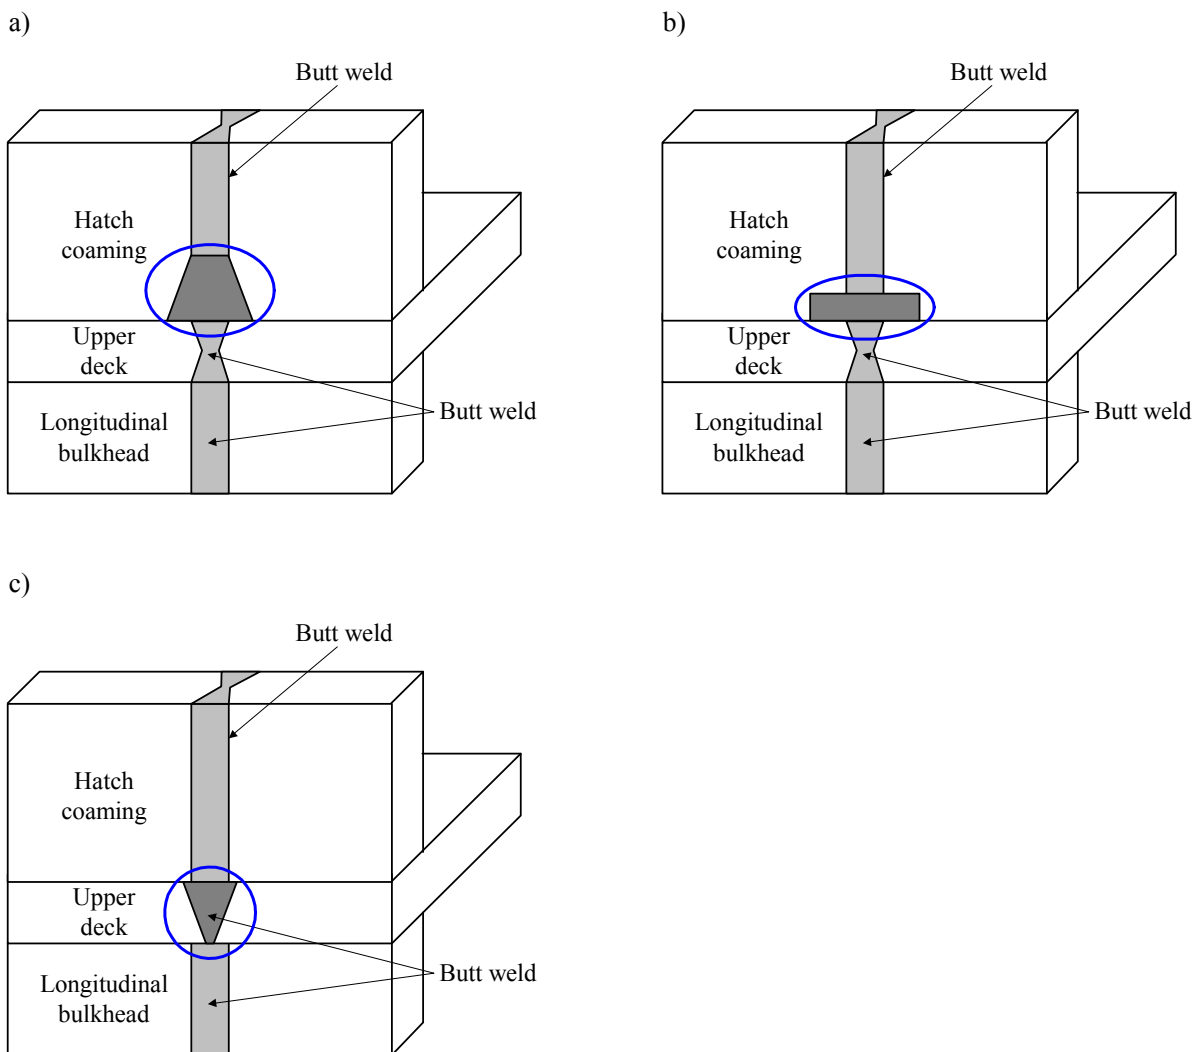 a)
Butt weld
Hatch
coaming
Upper
deck
Longitudinal
bulkhead
Butt weld
b)
Butt weld
Hatch
coaming
Upper
deck
Longitudinal
bulkhead
Butt weld
c)
Butt weld
Hatch
coaming
Upper
deck
Longitudinal
bulkhead
Butt weld